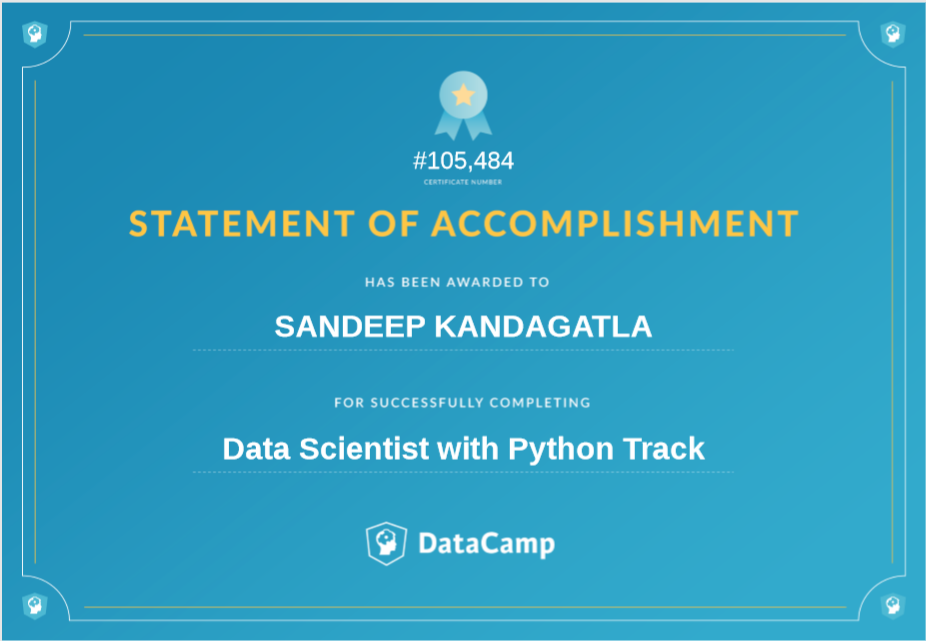 #105,484
CERTIFICATE NUMBER
STATEMENT OF ACCOMPLISHMENT
HAS BEEN AWARDED TO
SANDEEP KANDAGATLA
FOR SUCCESSFULLY COMPLETING
Data Scientist with Python Track
DataCamp